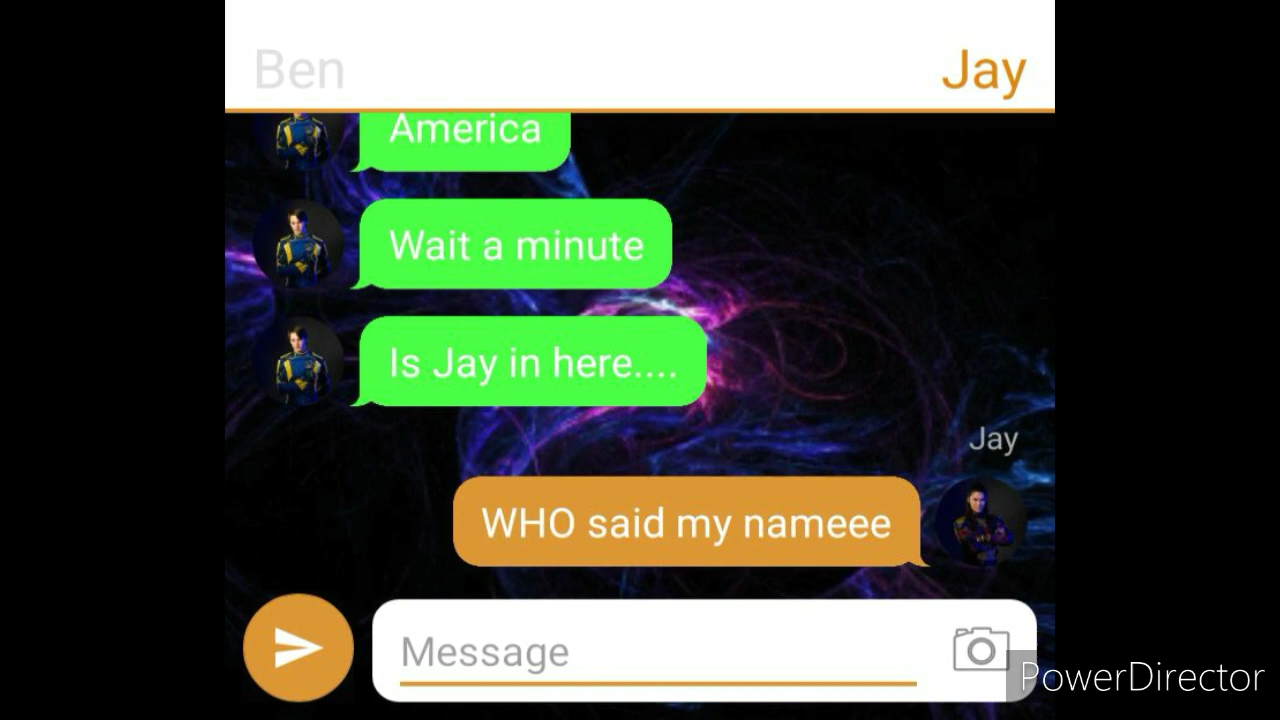 Ben
Jay
America
Wait a minute
Is Jay in here....
Jay
WHO said my nameee
Message
PowerDirector